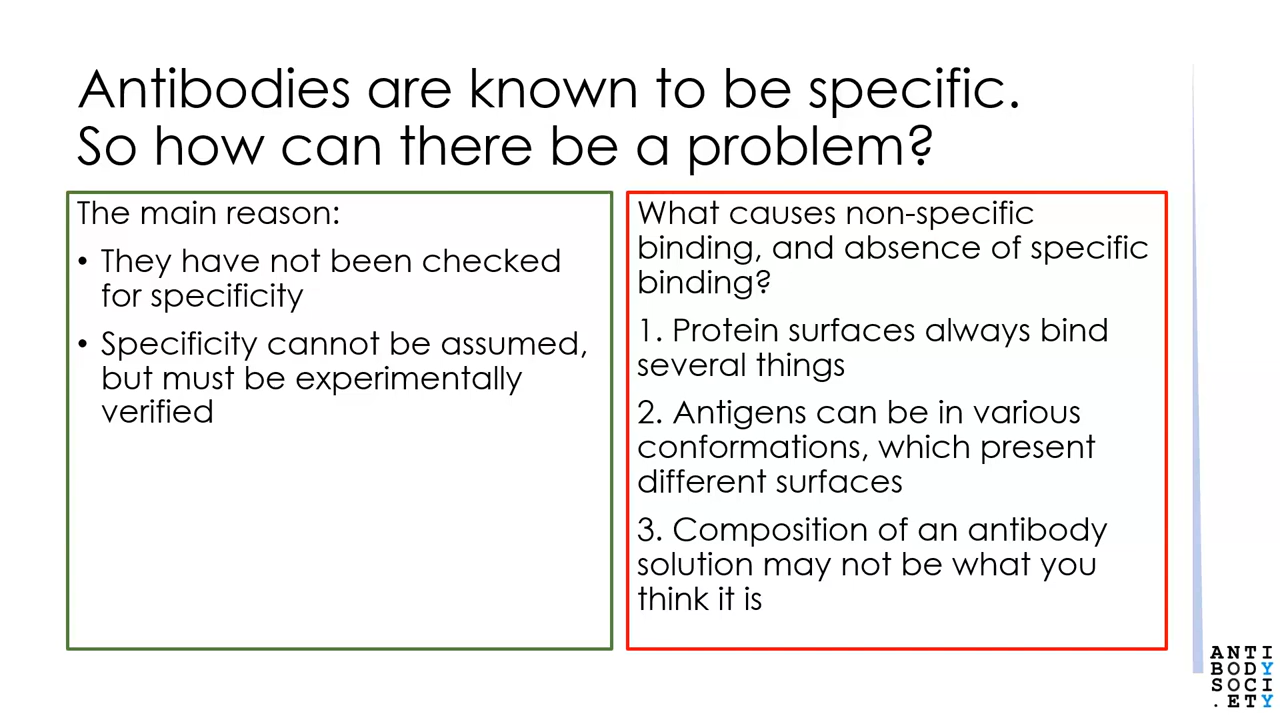 Antibodies are known to be specific.
So how can there be a problem?
The main reason:
• They have not been checked
for specificity
• Specificity cannot be assumed,
but must be experimentally
verified
What causes non-specific
binding, and absence of specific
binding?
1. Protein surfaces always bind
several things
2. Antigens can be in various
conformations, which present
different surfaces
3. Composition of an antibody
solution may not be what you
think it is
ANTI
BODY
SOCI
.ETY